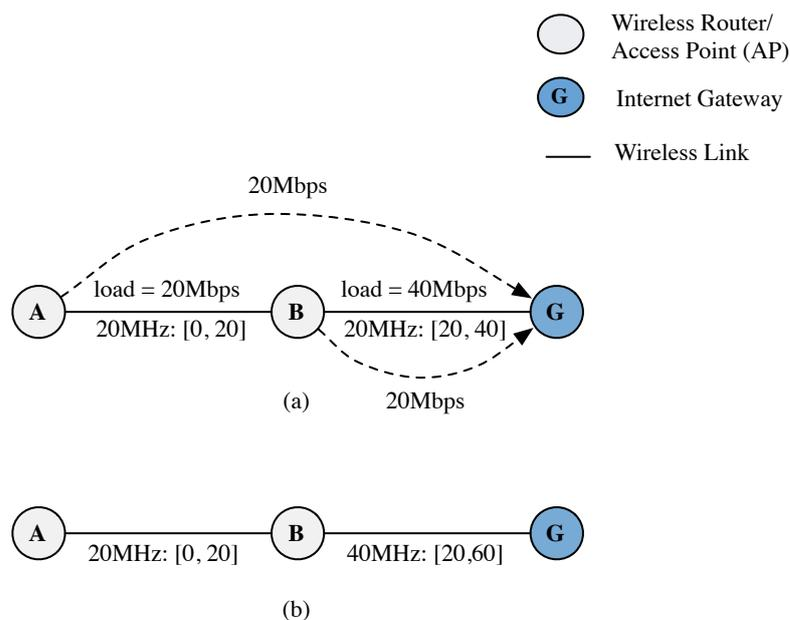 Wireless Router/
Access Point (AP)
G
Internet Gateway
Wireless Link
20Mbps
load = 20Mbps
load = 40Mbps
A
B
G
20MHz: [0, 20]
20MHz: [20, 40]
(a)
20Mbps
A
B
G
20MHz: [0, 20]
40MHz: [20,60]
(b)